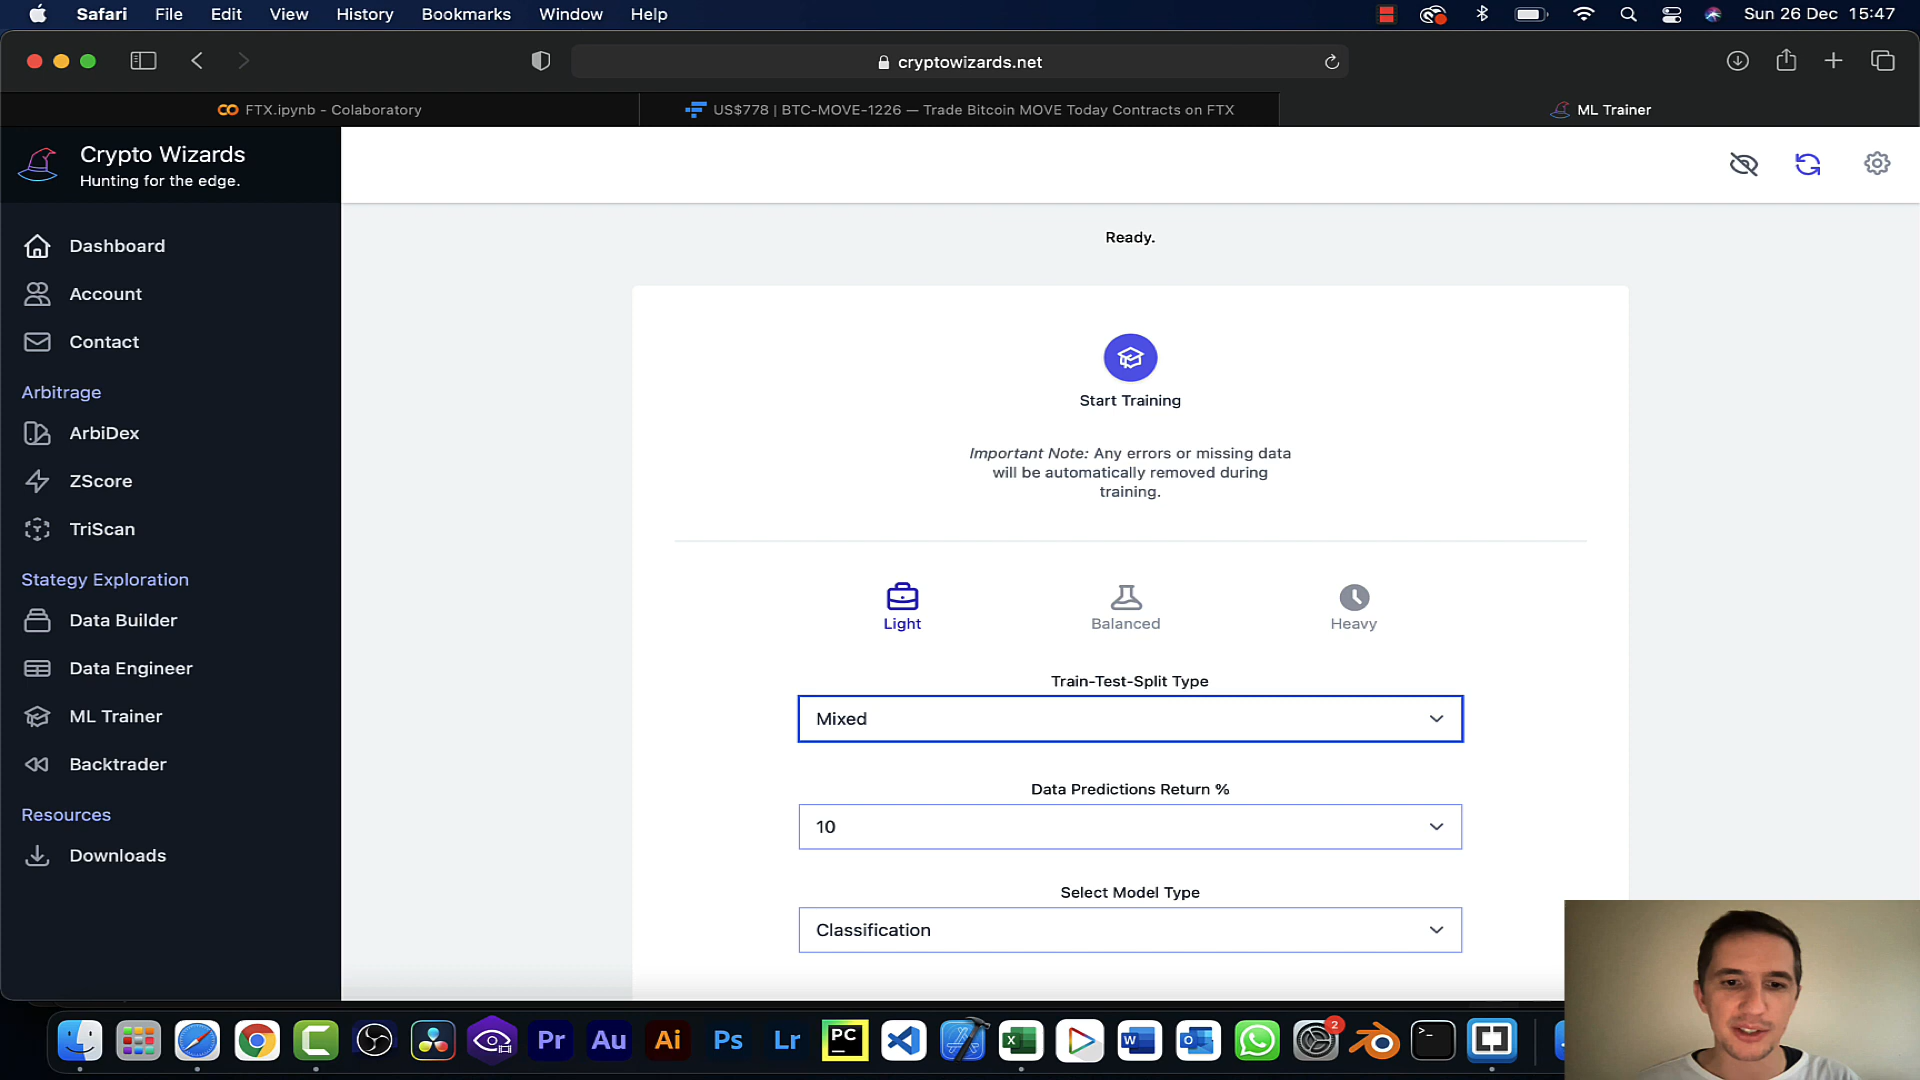 Safari File Edit View History Bookmarks Window Help Sun 26 Dec 15:47
cryptowizards.net
FTX.ipynb - Colaboratory
US$778 | BTC-MOVE-1226 — Trade Bitcoin MOVE Today Contracts on FTX
ML Trainer
Crypto Wizards
Hunting for the edge.
Dashboard
Account
Contact
Arbitrage
ArbiDex
ZScore
TriScan
Stategy Exploration
Data Builder
Data Engineer
ML Trainer
Backtrader
Resources
Downloads
Ready.
Start Training
Important Note: Any errors or missing data
will be automatically removed during
training.
Light
Balanced
Heavy
Train-Test-Split Type
Mixed
Data Predictions Return %
10
Select Model Type
Classification
Pr Au Ai Ps Lr PC W 2